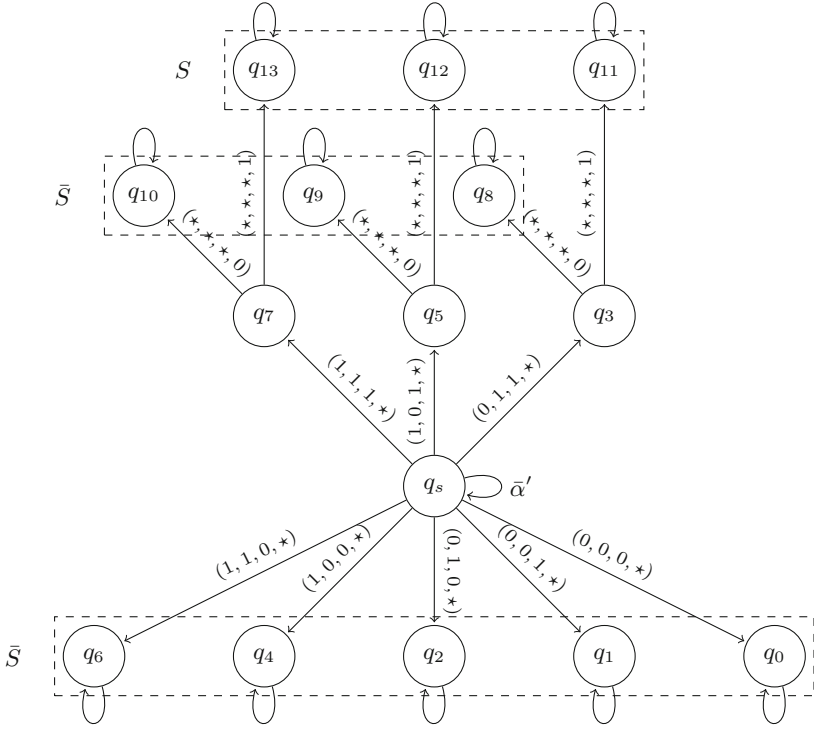 S q₁₃ q₁₂ q₁₁
S̄ q₁₀ q₉ q₈
(⋆, ⋆, ⋆, 0) (⋆, ⋆, ⋆, 1) (⋆, ⋆, ⋆, 0) (⋆, ⋆, ⋆, 1) (⋆, ⋆, ⋆, 0) (⋆, ⋆, ⋆, 1)
q₇ q₅ q₃
(1, 1, 1, ⋆) (1, 0, 1, ⋆) (0, 1, 1, ⋆)
qₛ ᾱ′
(1, 1, 0, ⋆) (1, 0, 0, ⋆) (0, 1, 0, ⋆) (0, 0, 1, ⋆) (0, 0, 0, ⋆)
S̄ q₆ q₄ q₂ q₁ q₀